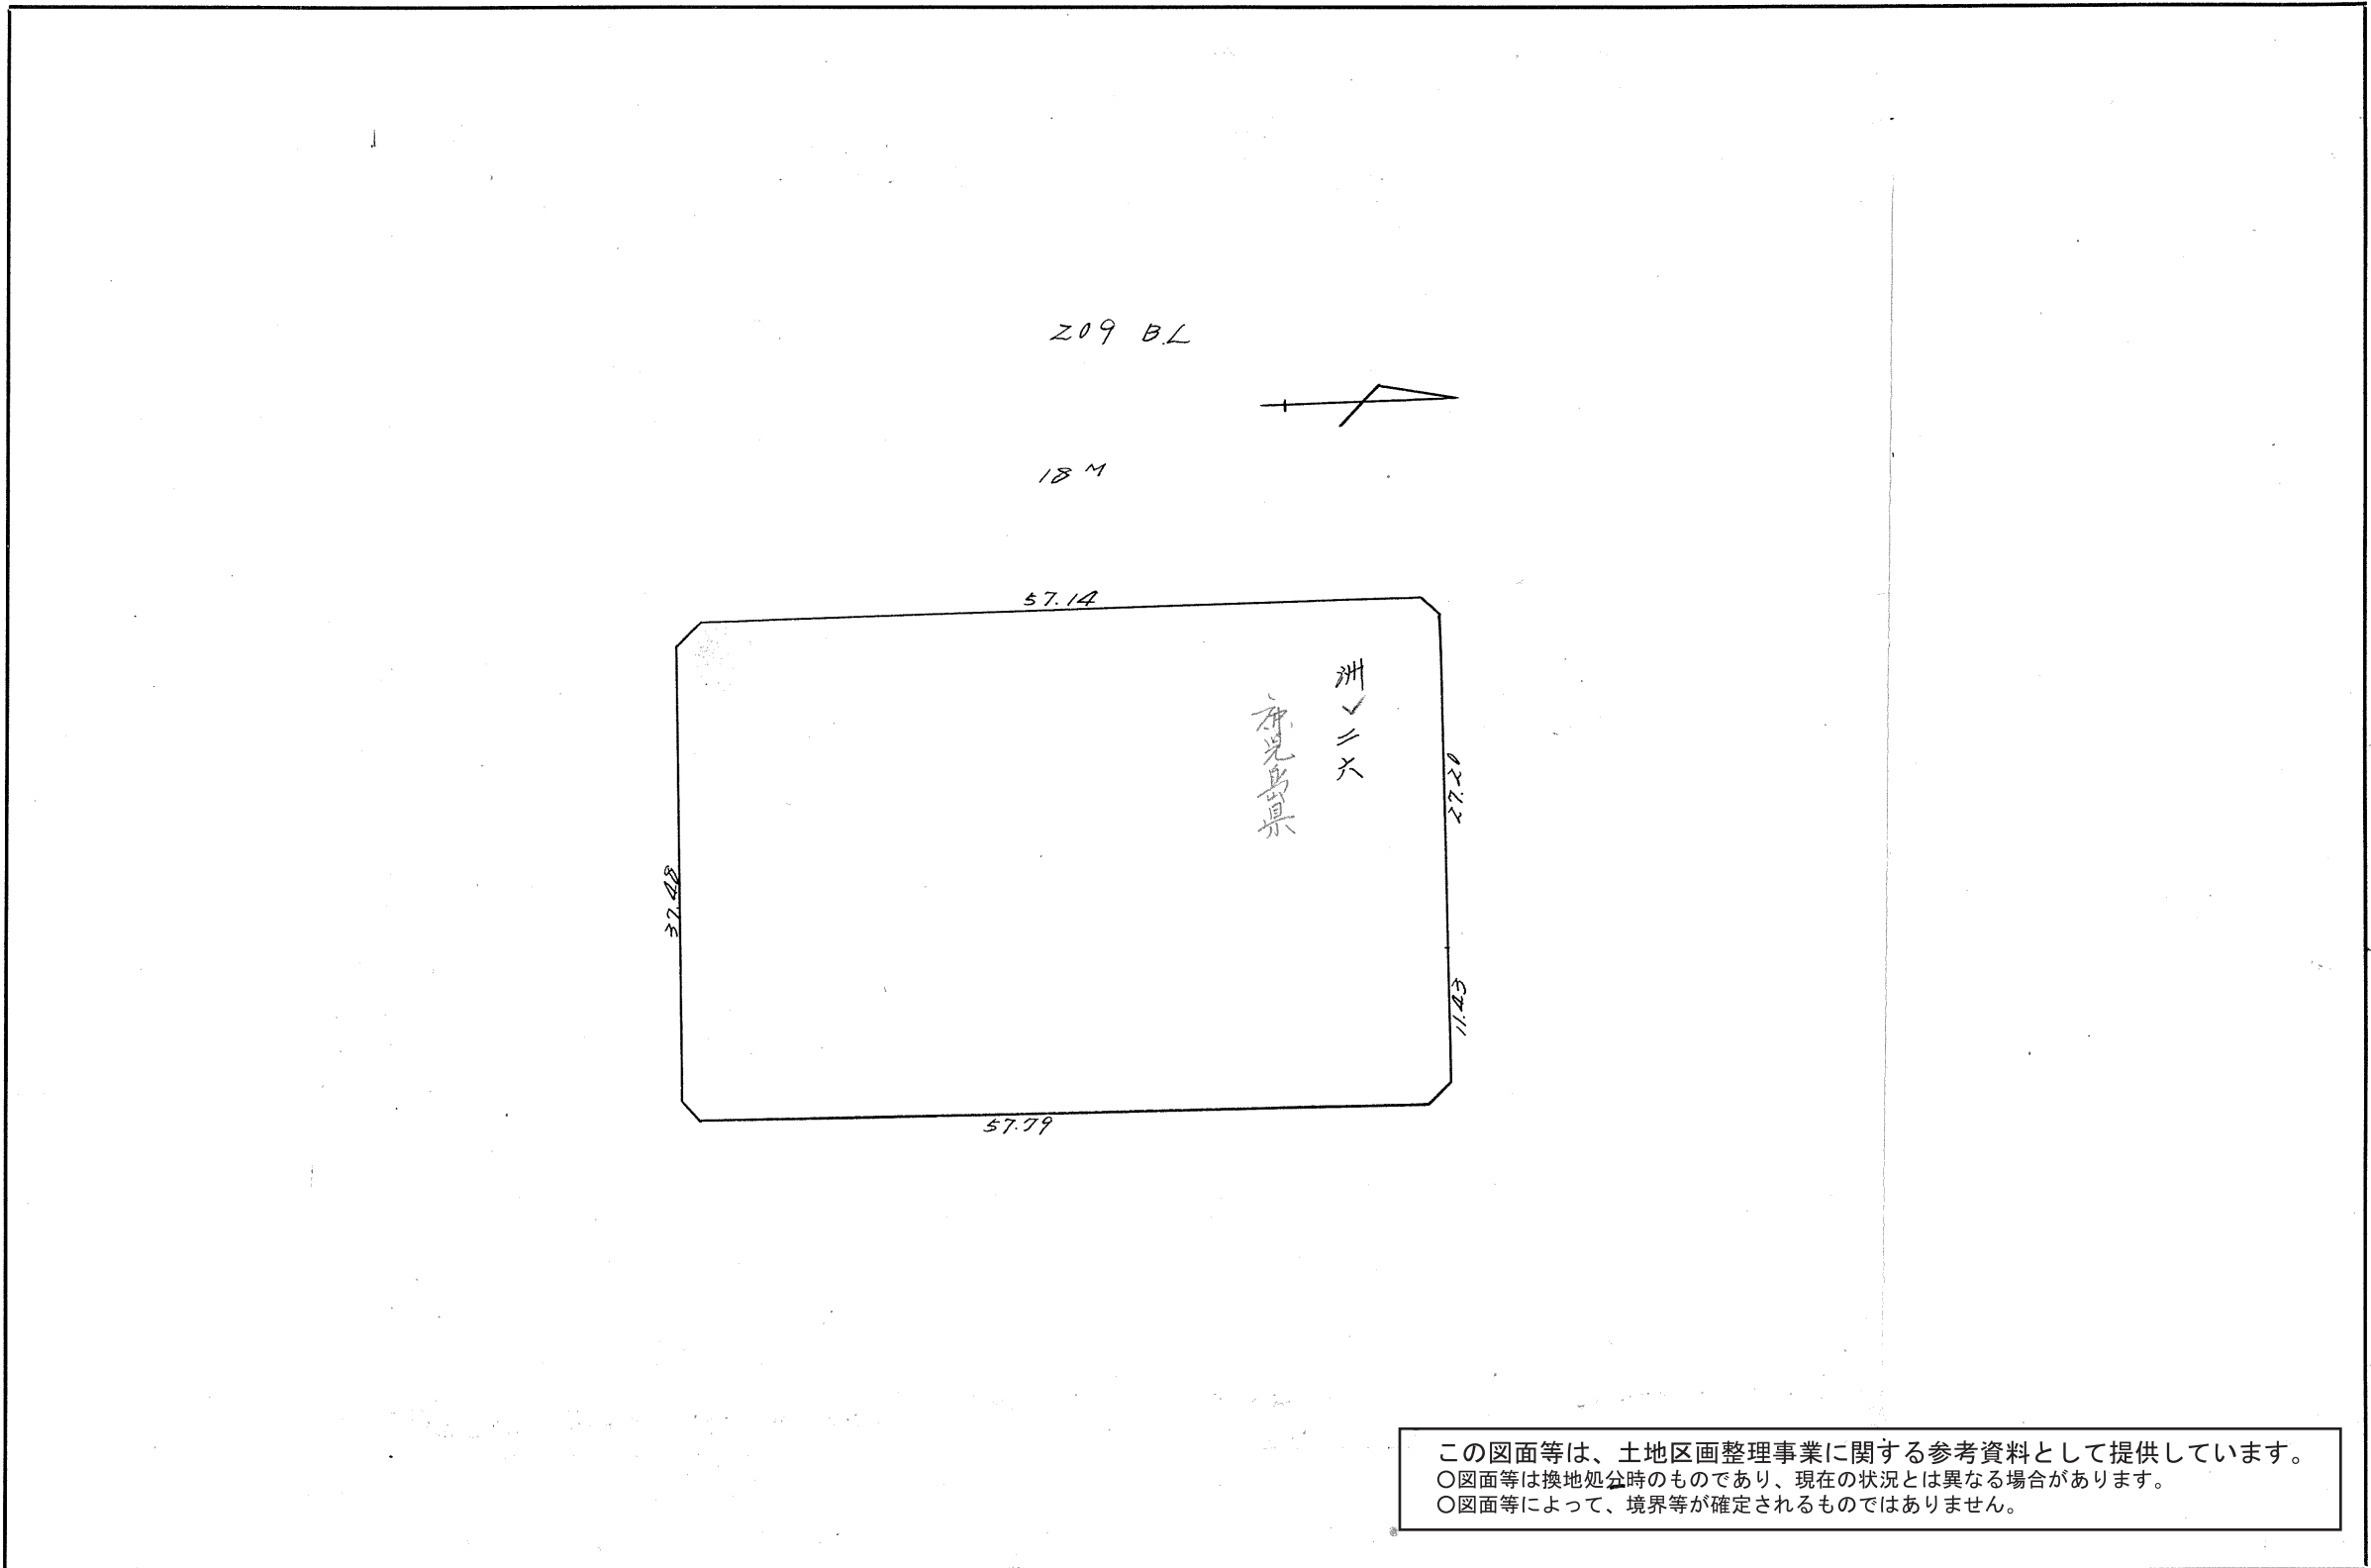 209 B.L
18 M
57.14
洲
二六
鹿児島県
27.20
37.48
11.43
57.79
この図面等は、土地区画整理事業に関する参考資料として提供しています。
○図面等は換地処分時のものであり、現在の状況とは異なる場合があります。
○図面等によって、境界等が確定されるものではありません。